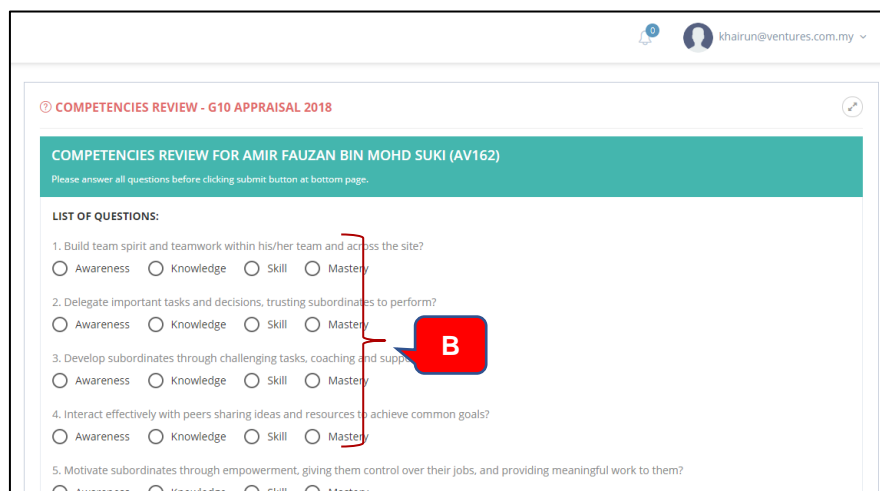 0
khairun@ventures.com.my
COMPETENCIES REVIEW - G10 APPRAISAL 2018
COMPETENCIES REVIEW FOR AMIR FAUZAN BIN MOHD SUKI (AV162)
Please answer all questions before clicking submit button at bottom page.
LIST OF QUESTIONS:
1. Build team spirit and teamwork within his/her team and across the site?
Awareness Knowledge Skill Mastery
2. Delegate important tasks and decisions, trusting subordinates to perform?
Awareness Knowledge Skill Mastery
B
3. Develop subordinates through challenging tasks, coaching and
Awareness Knowledge Skill Mastery
4. Interact effectively with peers sharing ideas and resources to achieve common goals?
Awareness Knowledge Skill Mastery
5. Motivate subordinates through empowerment, giving them control over their jobs, and providing meaningful work to them?
Awareness Knowledge Skill Mastery